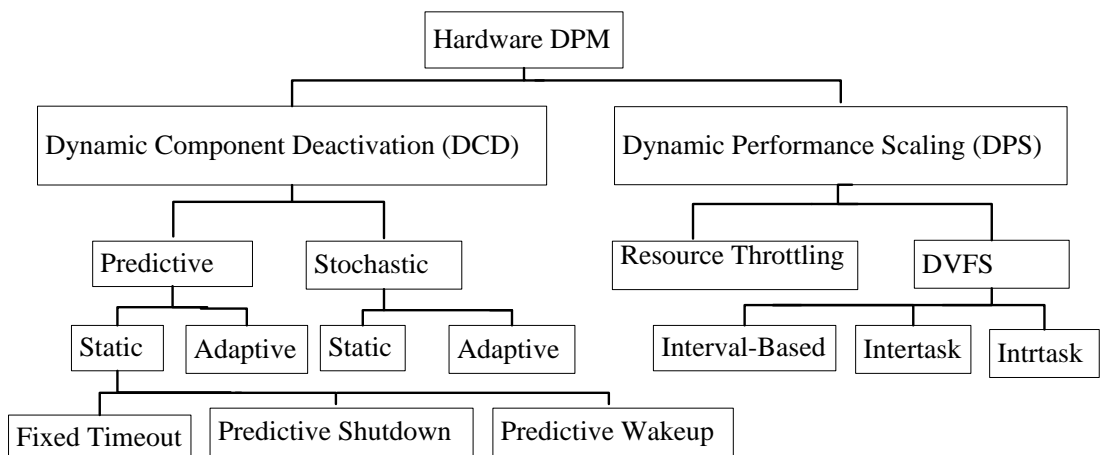 Hardware DPM
Dynamic Component Deactivation (DCD)
Dynamic Performance Scaling (DPS)
Predictive
Stochastic
Resource Throttling
DVFS
Static
Adaptive
Static
Adaptive
Interval-Based
Intertask
Intrtask
Fixed Timeout
Predictive Shutdown
Predictive Wakeup